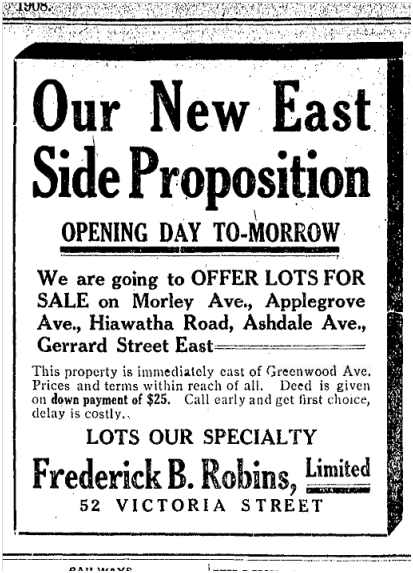 1908.
Our New East
Side Proposition
OPENING DAY TO-MORROW
We are going to OFFER LOTS FOR
SALE on Morley Ave., Applegrove
Ave., Hiawatha Road, Ashdale Ave.,
Gerrard Street East
This property is immediately east of Greenwood Ave.
Prices and terms within reach of all. Deed is given
on down payment of $25. Call early and get first choice,
delay is costly.
LOTS OUR SPECIALTY
Frederick B. Robins, Limited
52 VICTORIA STREET
RAILWAYS